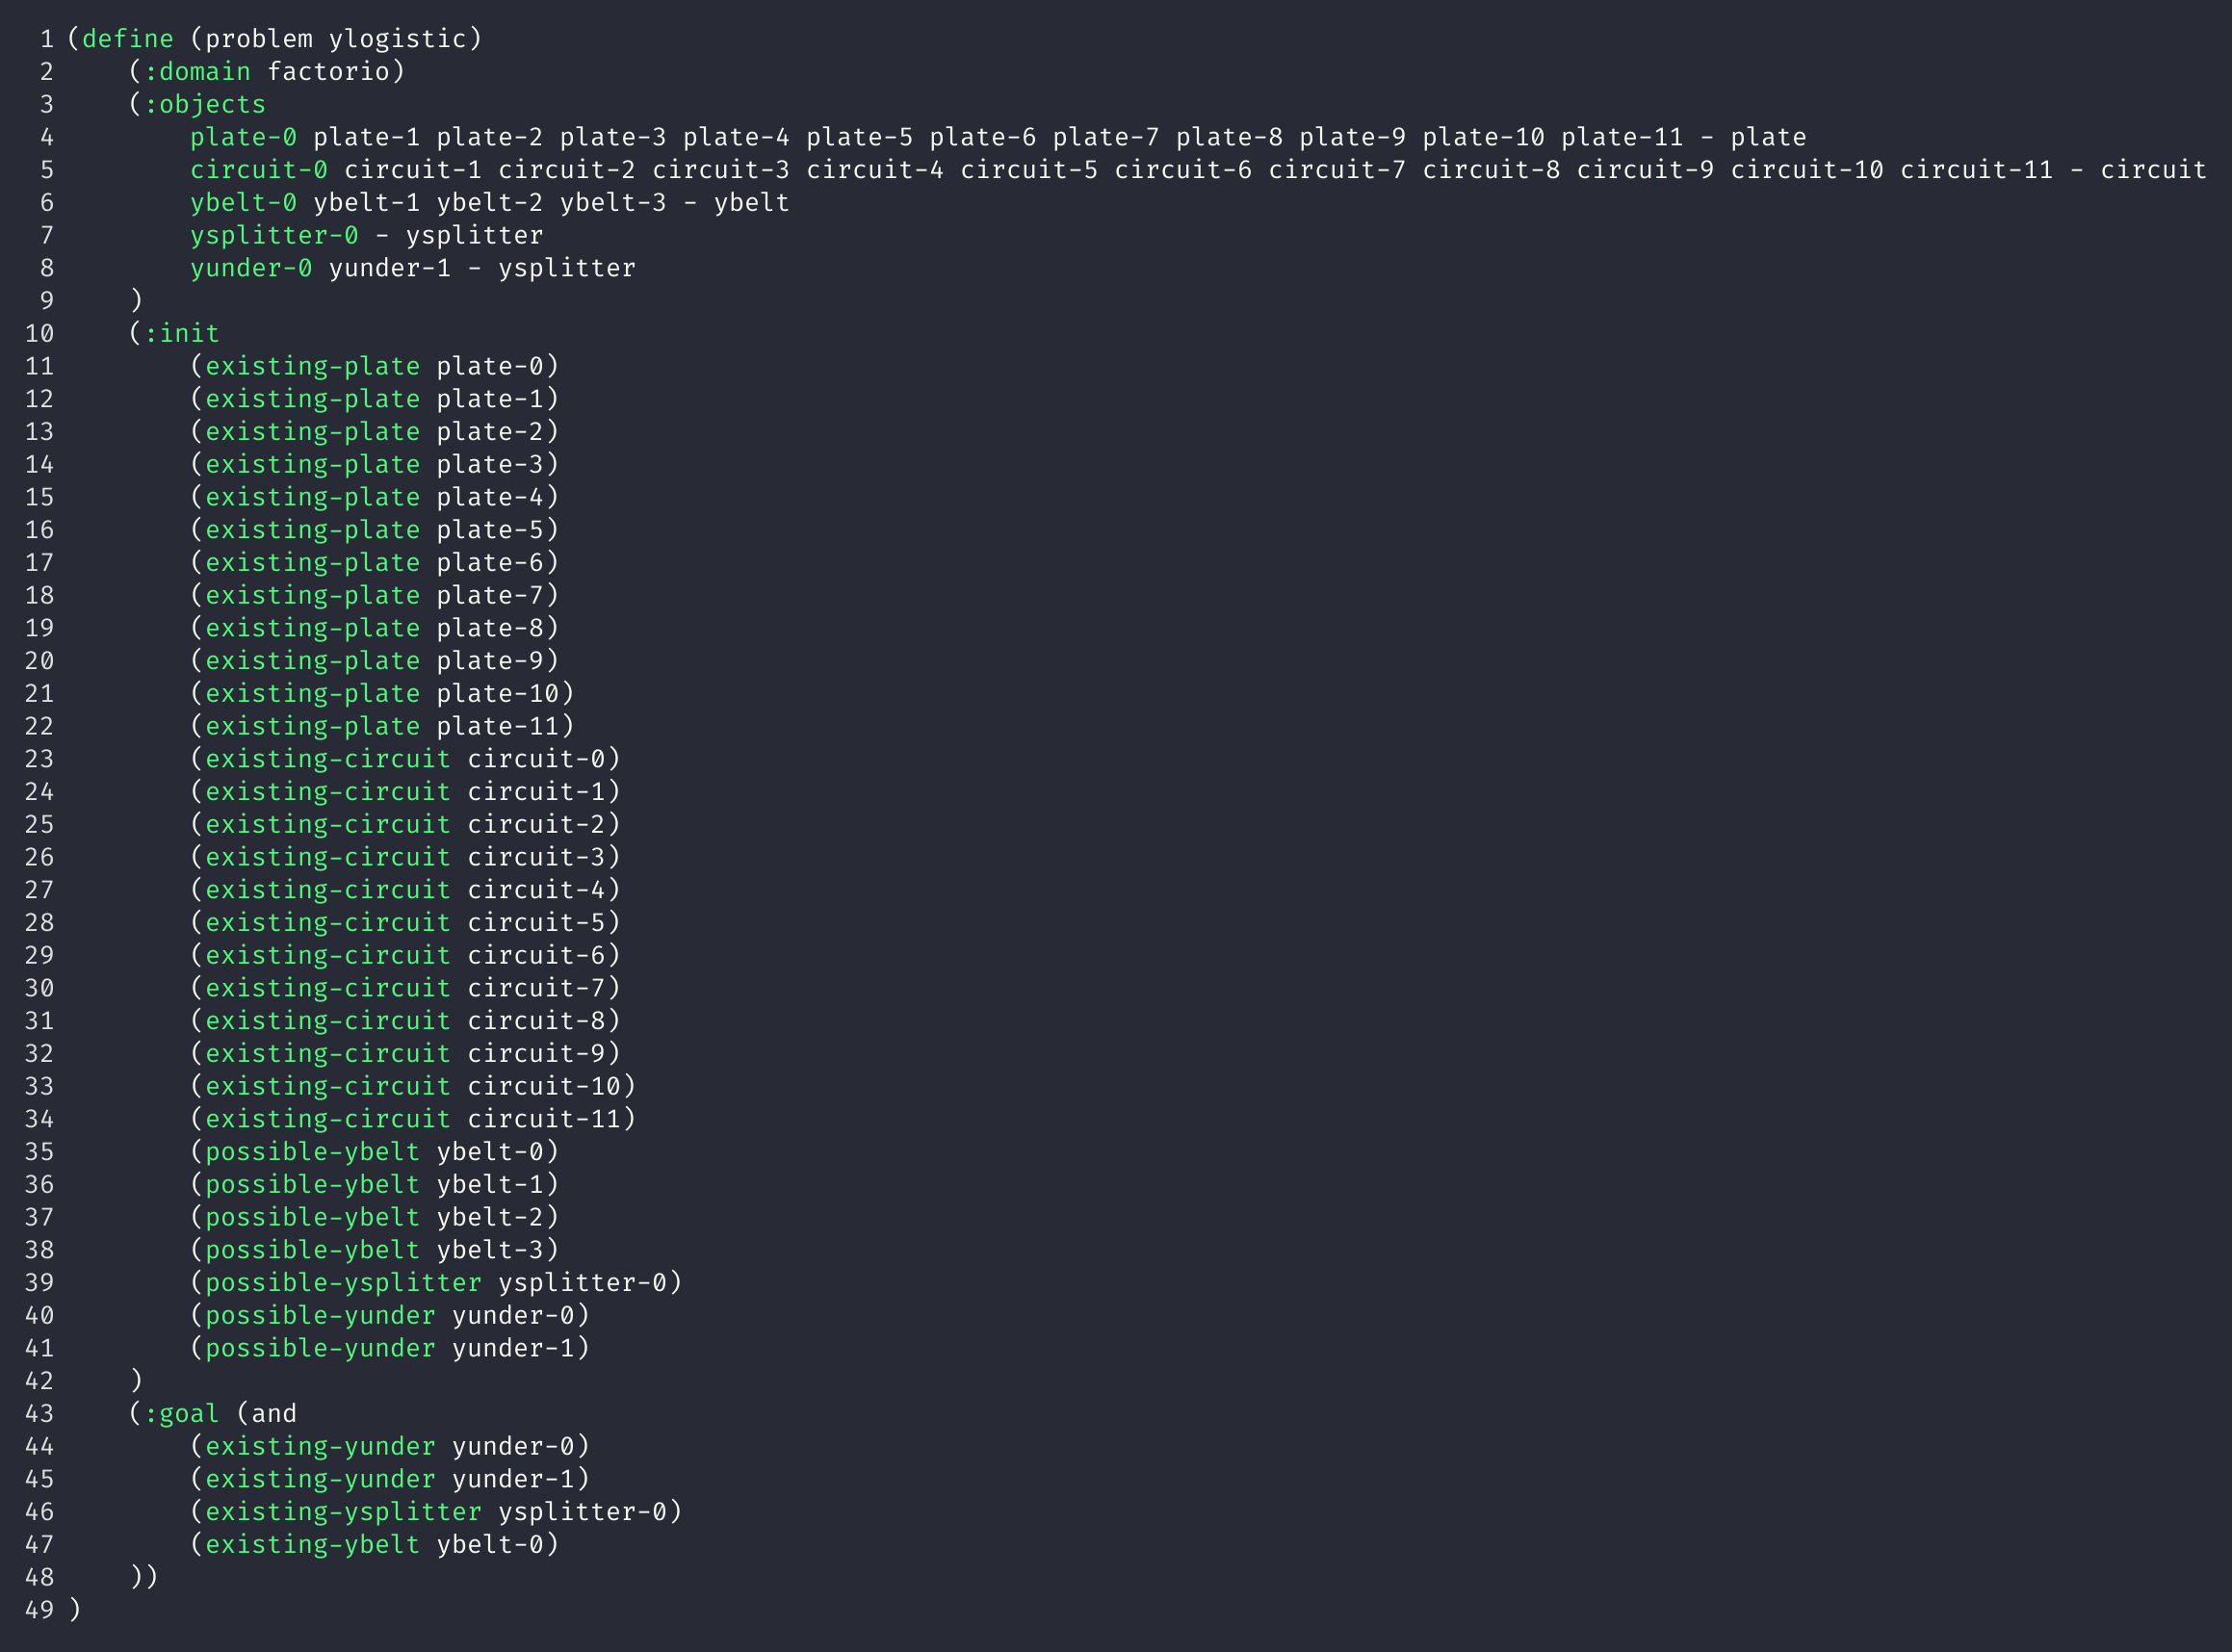 1 (define (problem ylogistic)
2     (:domain factorio)
3     (:objects
4         plate-0 plate-1 plate-2 plate-3 plate-4 plate-5 plate-6 plate-7 plate-8 plate-9 plate-10 plate-11 - plate
5         circuit-0 circuit-1 circuit-2 circuit-3 circuit-4 circuit-5 circuit-6 circuit-7 circuit-8 circuit-9 circuit-10 circuit-11 - circuit
6         ybelt-0 ybelt-1 ybelt-2 ybelt-3 - ybelt
7         ysplitter-0 - ysplitter
8         yunder-0 yunder-1 - ysplitter
9     )
10     (:init
11         (existing-plate plate-0)
12         (existing-plate plate-1)
13         (existing-plate plate-2)
14         (existing-plate plate-3)
15         (existing-plate plate-4)
16         (existing-plate plate-5)
17         (existing-plate plate-6)
18         (existing-plate plate-7)
19         (existing-plate plate-8)
20         (existing-plate plate-9)
21         (existing-plate plate-10)
22         (existing-plate plate-11)
23         (existing-circuit circuit-0)
24         (existing-circuit circuit-1)
25         (existing-circuit circuit-2)
26         (existing-circuit circuit-3)
27         (existing-circuit circuit-4)
28         (existing-circuit circuit-5)
29         (existing-circuit circuit-6)
30         (existing-circuit circuit-7)
31         (existing-circuit circuit-8)
32         (existing-circuit circuit-9)
33         (existing-circuit circuit-10)
34         (existing-circuit circuit-11)
35         (possible-ybelt ybelt-0)
36         (possible-ybelt ybelt-1)
37         (possible-ybelt ybelt-2)
38         (possible-ybelt ybelt-3)
39         (possible-ysplitter ysplitter-0)
40         (possible-yunder yunder-0)
41         (possible-yunder yunder-1)
42     )
43     (:goal (and
44         (existing-yunder yunder-0)
45         (existing-yunder yunder-1)
46         (existing-ysplitter ysplitter-0)
47         (existing-ybelt ybelt-0)
48     ))
49 )